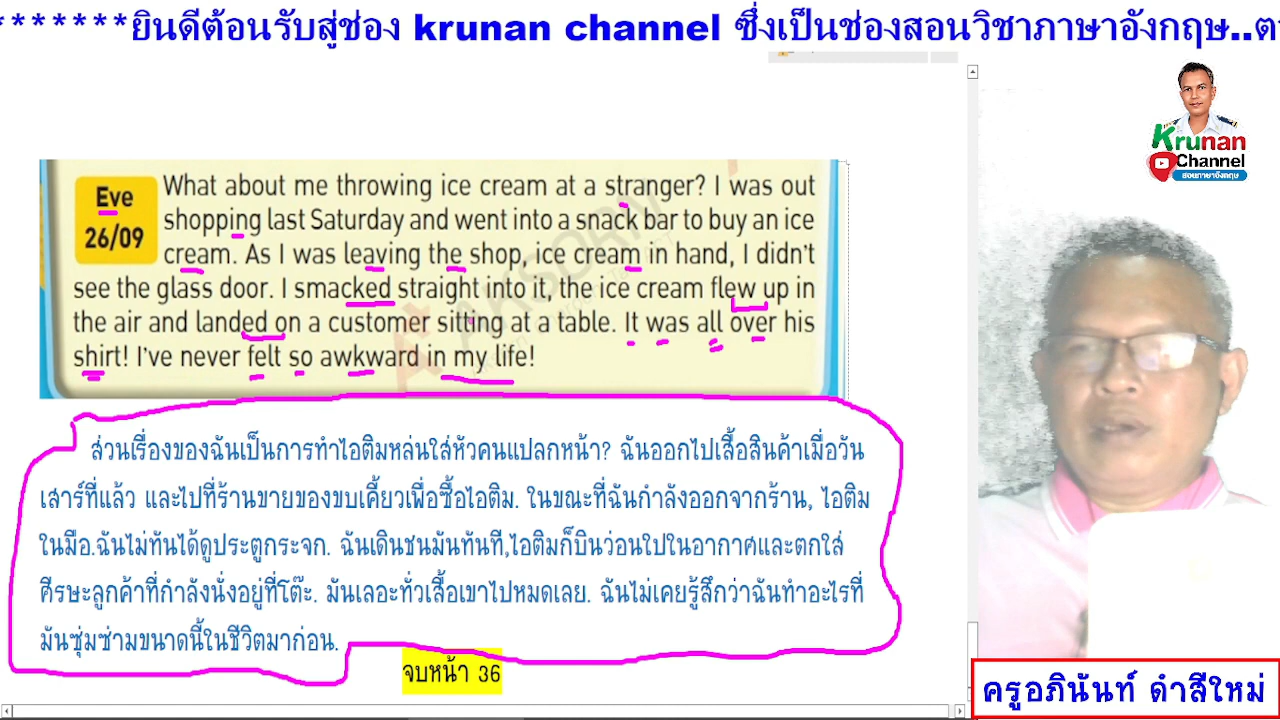 *******ยินดีต้อนรับสู่ช่อง krunan channel ซึ่งเป็นช่องสอนวิชาภาษาอังกฤษ..
Krunan
Channel
สอนภาษาอังกฤษ
Eve
26/09
What about me throwing ice cream at a stranger? I was out
shopping last Saturday and went into a snack bar to buy an ice
cream. As I was leaving the shop, ice cream in hand, I didn't
see the glass door. I smacked straight into it, the ice cream flew up in
the air and landed on a customer sitting at a table. It was all over his
shirt! I've never felt so awkward in my life!
ส่วนเรื่องของฉันเป็นการทำไอติมหล่นใส่หัวคนแปลกหน้า? ฉันออกไปเสื้อสินค้าเมื่อวัน
เสาร์ที่แล้ว และไปที่ร้านขายของขบเคี้ยวเพื่อซื้อไอติม. ในขณะที่ฉันกำลังออกจากร้าน, ไอติม
ในมือ.ฉันไม่ทันได้ดูประตูกระจก. ฉันเดินชนมันทันที,ไอติมก็บินว่อนใปในอากาศและตกใส่
ศีรษะลูกค้าที่กำลังนั่งอยู่ที่โต๊ะ. มันเลอะทั่วเสื้อเขาไปหมดเลย. ฉันไม่เคยรู้สึกว่าฉันทำอะไรที่
มันซุ่มซ่ามขนาดนี้ในชีวิตมาก่อน.
จบหน้า 36
ครูอภินันท์ ดำสีใหม่